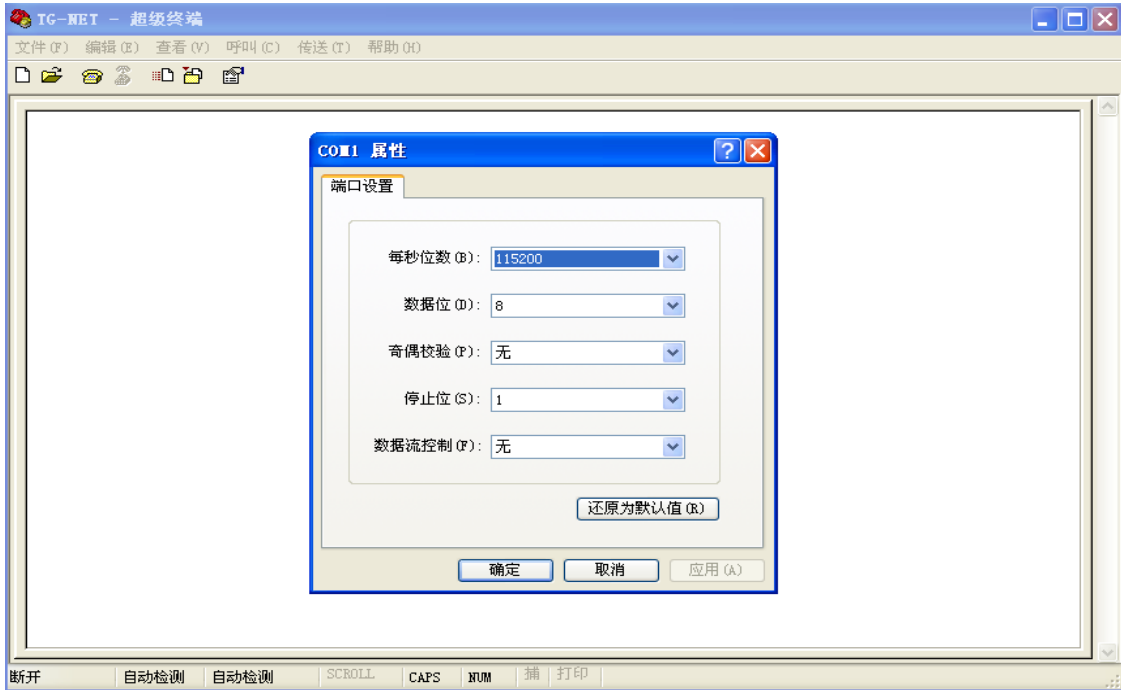 TG-NET - 超级终端
文件(F) 编辑(E) 查看(V) 呼叫(C) 传送(T) 帮助(H)
COM1 属性
端口设置
每秒位数(B): 115200
数据位(D): 8
奇偶校验(P): 无
停止位(S): 1
数据流控制(F): 无
还原为默认值(R)
确定 取消 应用(A)
断开 自动检测 自动检测 SCROLL CAPS NUM 捕 打印